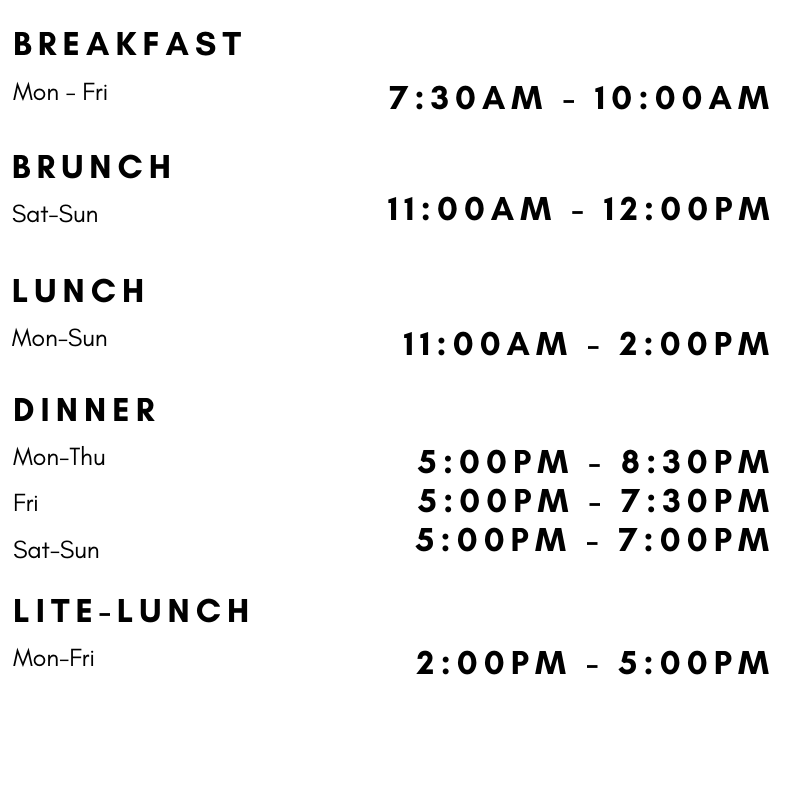 BREAKFAST
Mon - Fri
7:30AM - 10:00AM
BRUNCH
Sat-Sun
11:00AM - 12:00PM
LUNCH
Mon-Sun
11:00AM - 2:00PM
DINNER
Mon-Thu
5:00PM - 8:30PM
Fri
5:00PM - 7:30PM
Sat-Sun
5:00PM - 7:00PM
LITE-LUNCH
Mon-Fri
2:00PM - 5:00PM